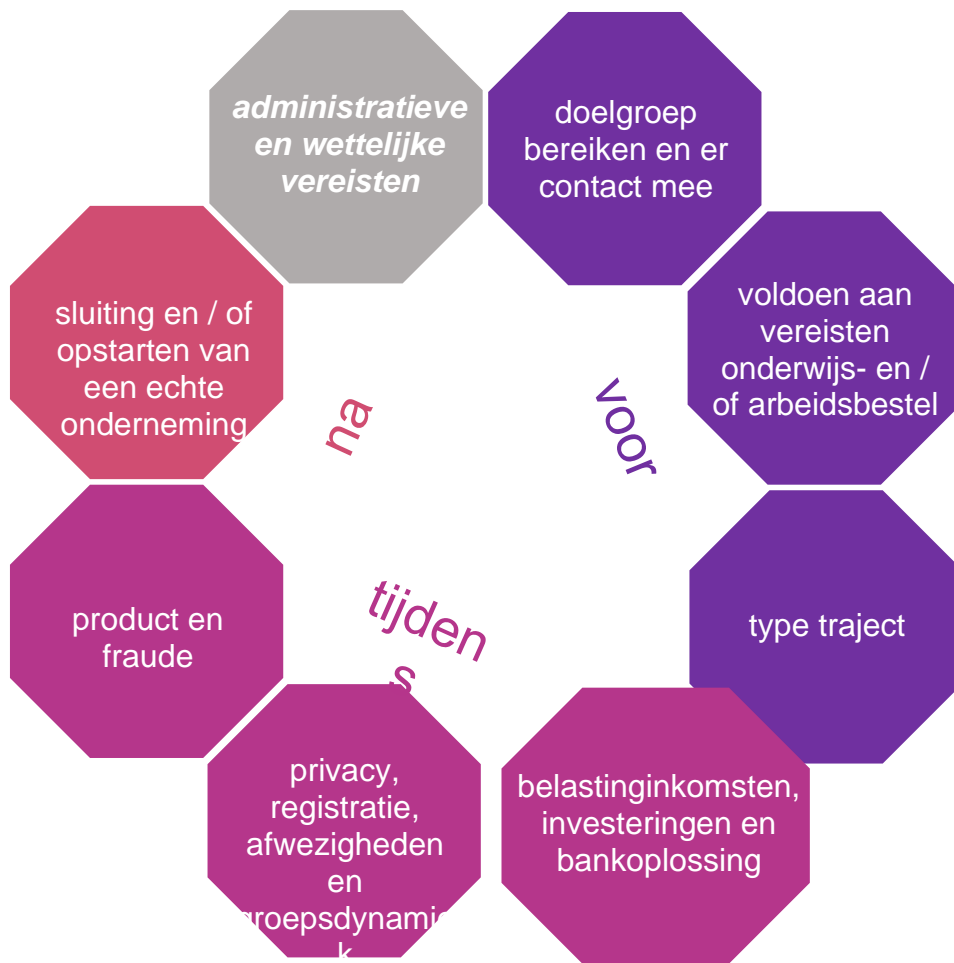 administratieve
en wettelijke
vereisten
doelgroep
bereiken en er
contact mee
voldoen aan
vereisten
onderwijs- en /
of arbeidsbestel
type traject
belastinginkomsten,
investeringen en
bankoplossing
privacy,
registratie,
afwezigheden
en
groepsdynamie
k
product en
fraude
sluiting en / of
opstarten van
een echte
onderneming
na
voor
tijden
s